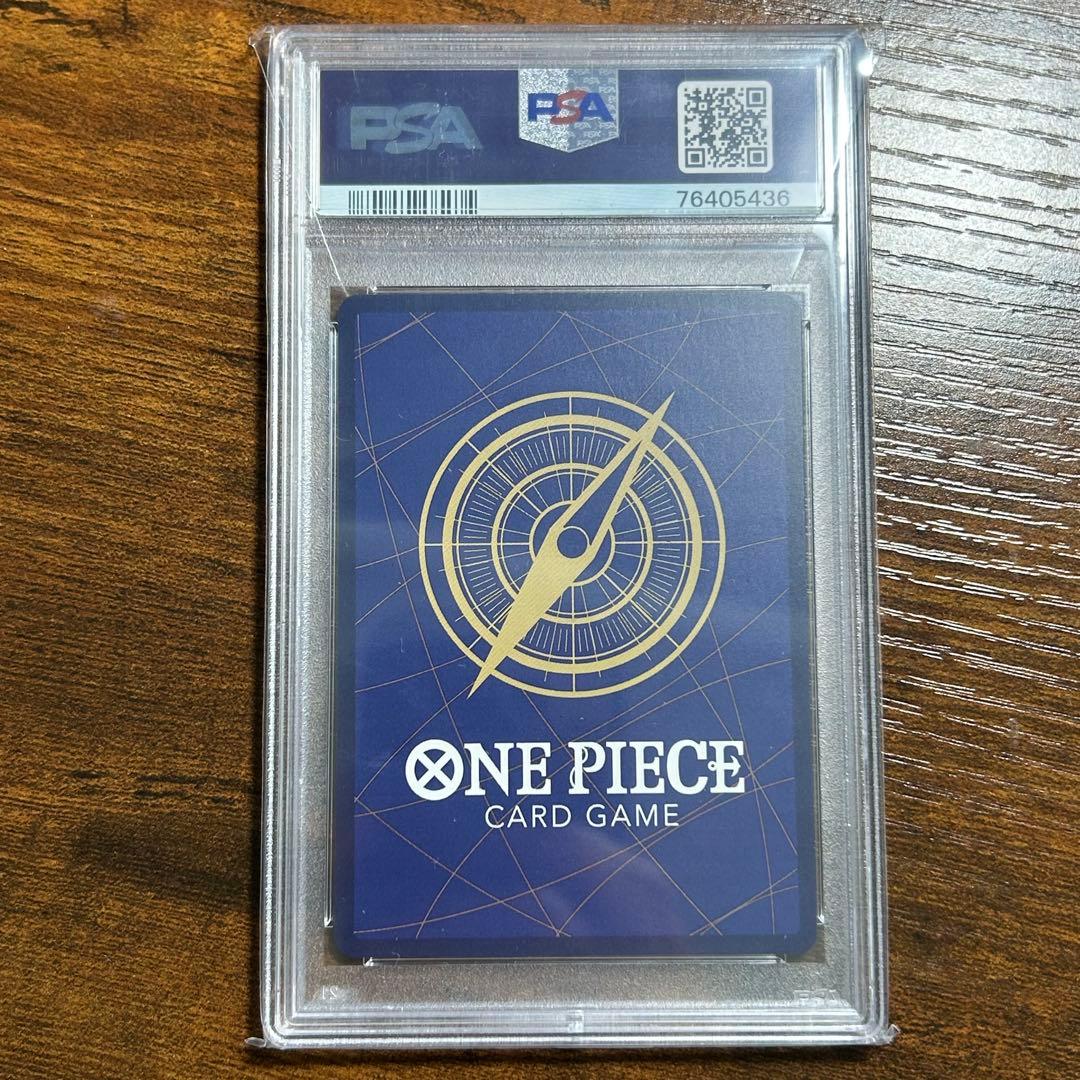 PSA
PSA
76405436
ONE PIECE
CARD GAME